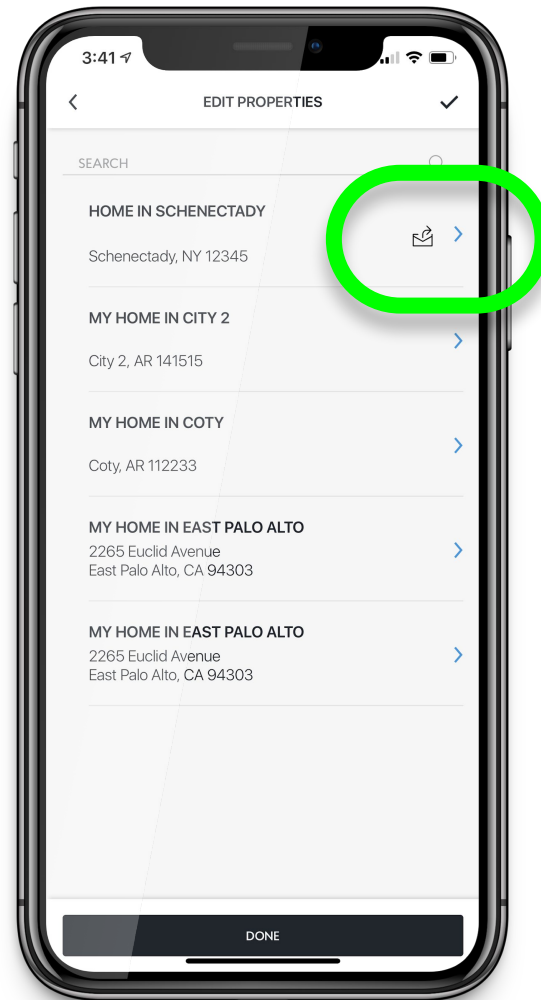 3:41
EDIT PROPERTIES
SEARCH
HOME IN SCHENECTADY
Schenectady, NY 12345
MY HOME IN CITY 2
City 2, AR 141515
MY HOME IN COTY
Coty, AR 112233
MY HOME IN EAST PALO ALTO
2265 Euclid Avenue
East Palo Alto, CA 94303
MY HOME IN EAST PALO ALTO
2265 Euclid Avenue
East Palo Alto, CA 94303
DONE